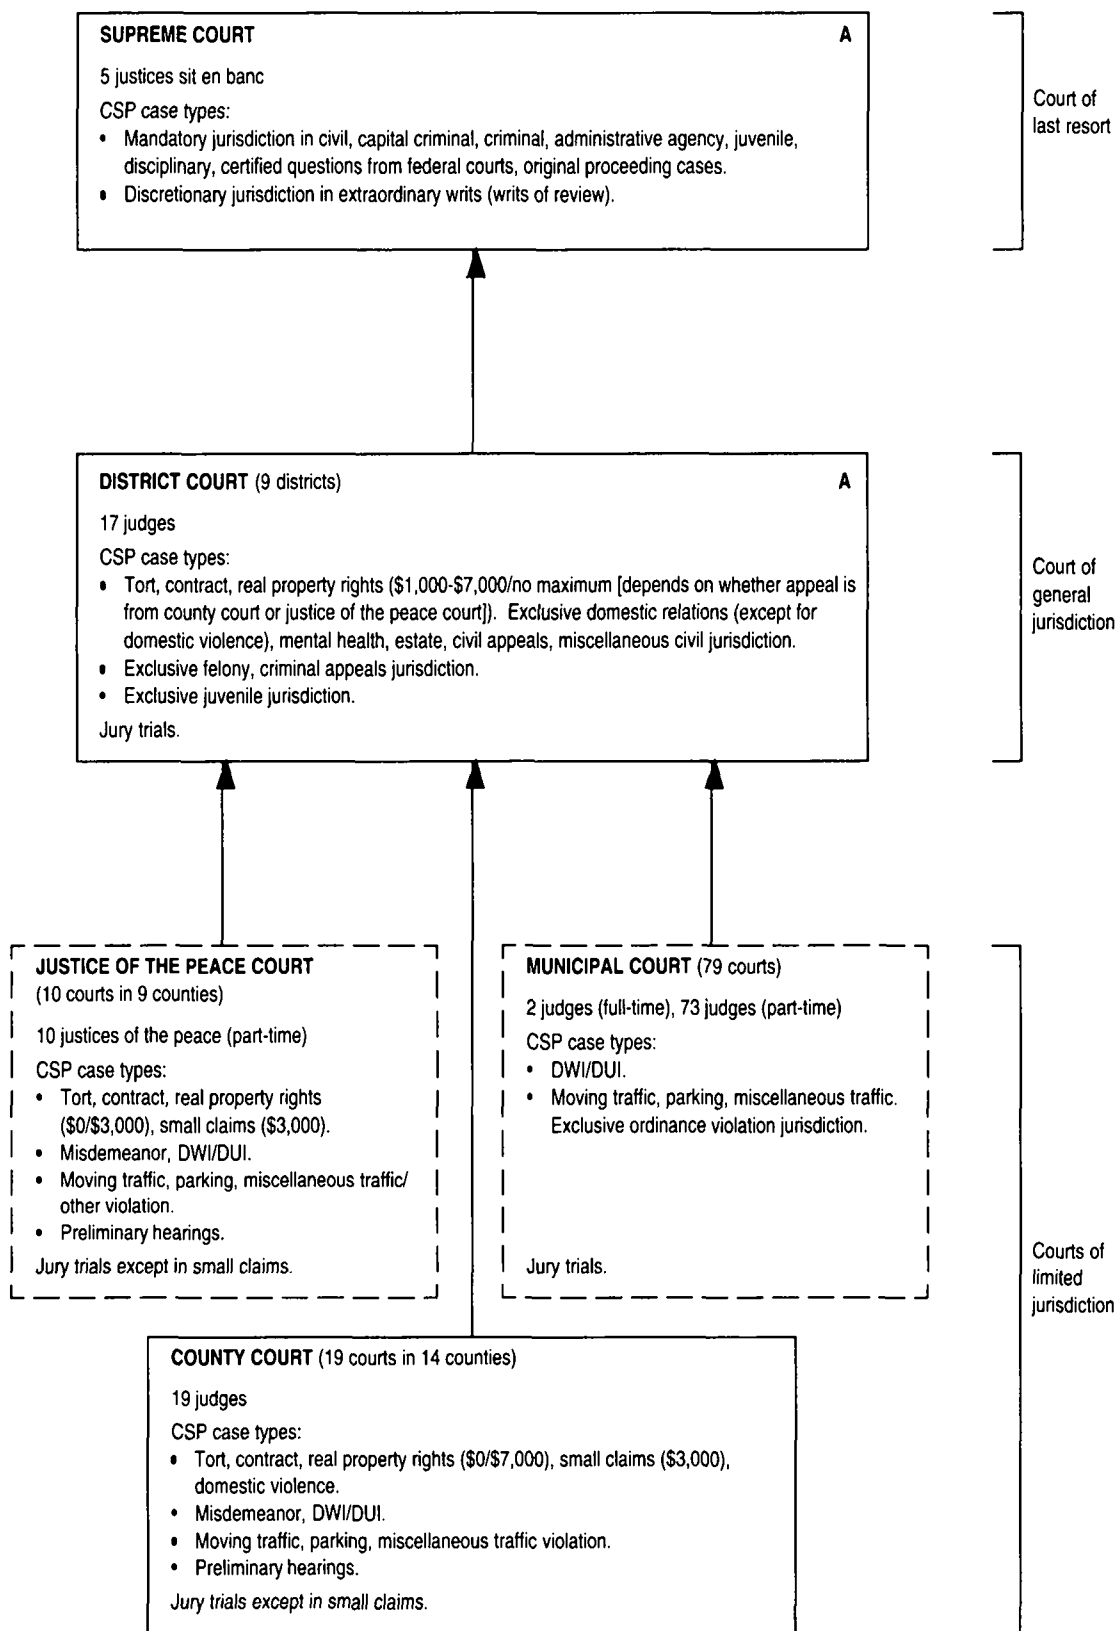 SUPREME COURT A
5 justices sit en banc
CSP case types:
• Mandatory jurisdiction in civil, capital criminal, criminal, administrative agency, juvenile,
disciplinary, certified questions from federal courts, original proceeding cases.
• Discretionary jurisdiction in extraordinary writs (writs of review).
Court of
last resort
DISTRICT COURT (9 districts) A
17 judges
CSP case types:
• Tort, contract, real property rights ($1,000-$7,000/no maximum [depends on whether appeal is
from county court or justice of the peace court]). Exclusive domestic relations (except for
domestic violence), mental health, estate, civil appeals, miscellaneous civil jurisdiction.
• Exclusive felony, criminal appeals jurisdiction.
• Exclusive juvenile jurisdiction.
Jury trials.
Court of
general
jurisdiction
JUSTICE OF THE PEACE COURT
(10 courts in 9 counties)
10 justices of the peace (part-time)
CSP case types:
• Tort, contract, real property rights
($0/$3,000), small claims ($3,000).
• Misdemeanor, DWI/DUI.
• Moving traffic, parking, miscellaneous traffic/
other violation.
• Preliminary hearings.
Jury trials except in small claims.
MUNICIPAL COURT (79 courts)
2 judges (full-time), 73 judges (part-time)
CSP case types:
• DWI/DUI.
• Moving traffic, parking, miscellaneous traffic.
Exclusive ordinance violation jurisdiction.
Jury trials.
Courts of
limited
jurisdiction
COUNTY COURT (19 courts in 14 counties)
19 judges
CSP case types:
• Tort, contract, real property rights ($0/$7,000), small claims ($3,000),
domestic violence.
• Misdemeanor, DWI/DUI.
• Moving traffic, parking, miscellaneous traffic violation.
• Preliminary hearings.
Jury trials except in small claims.